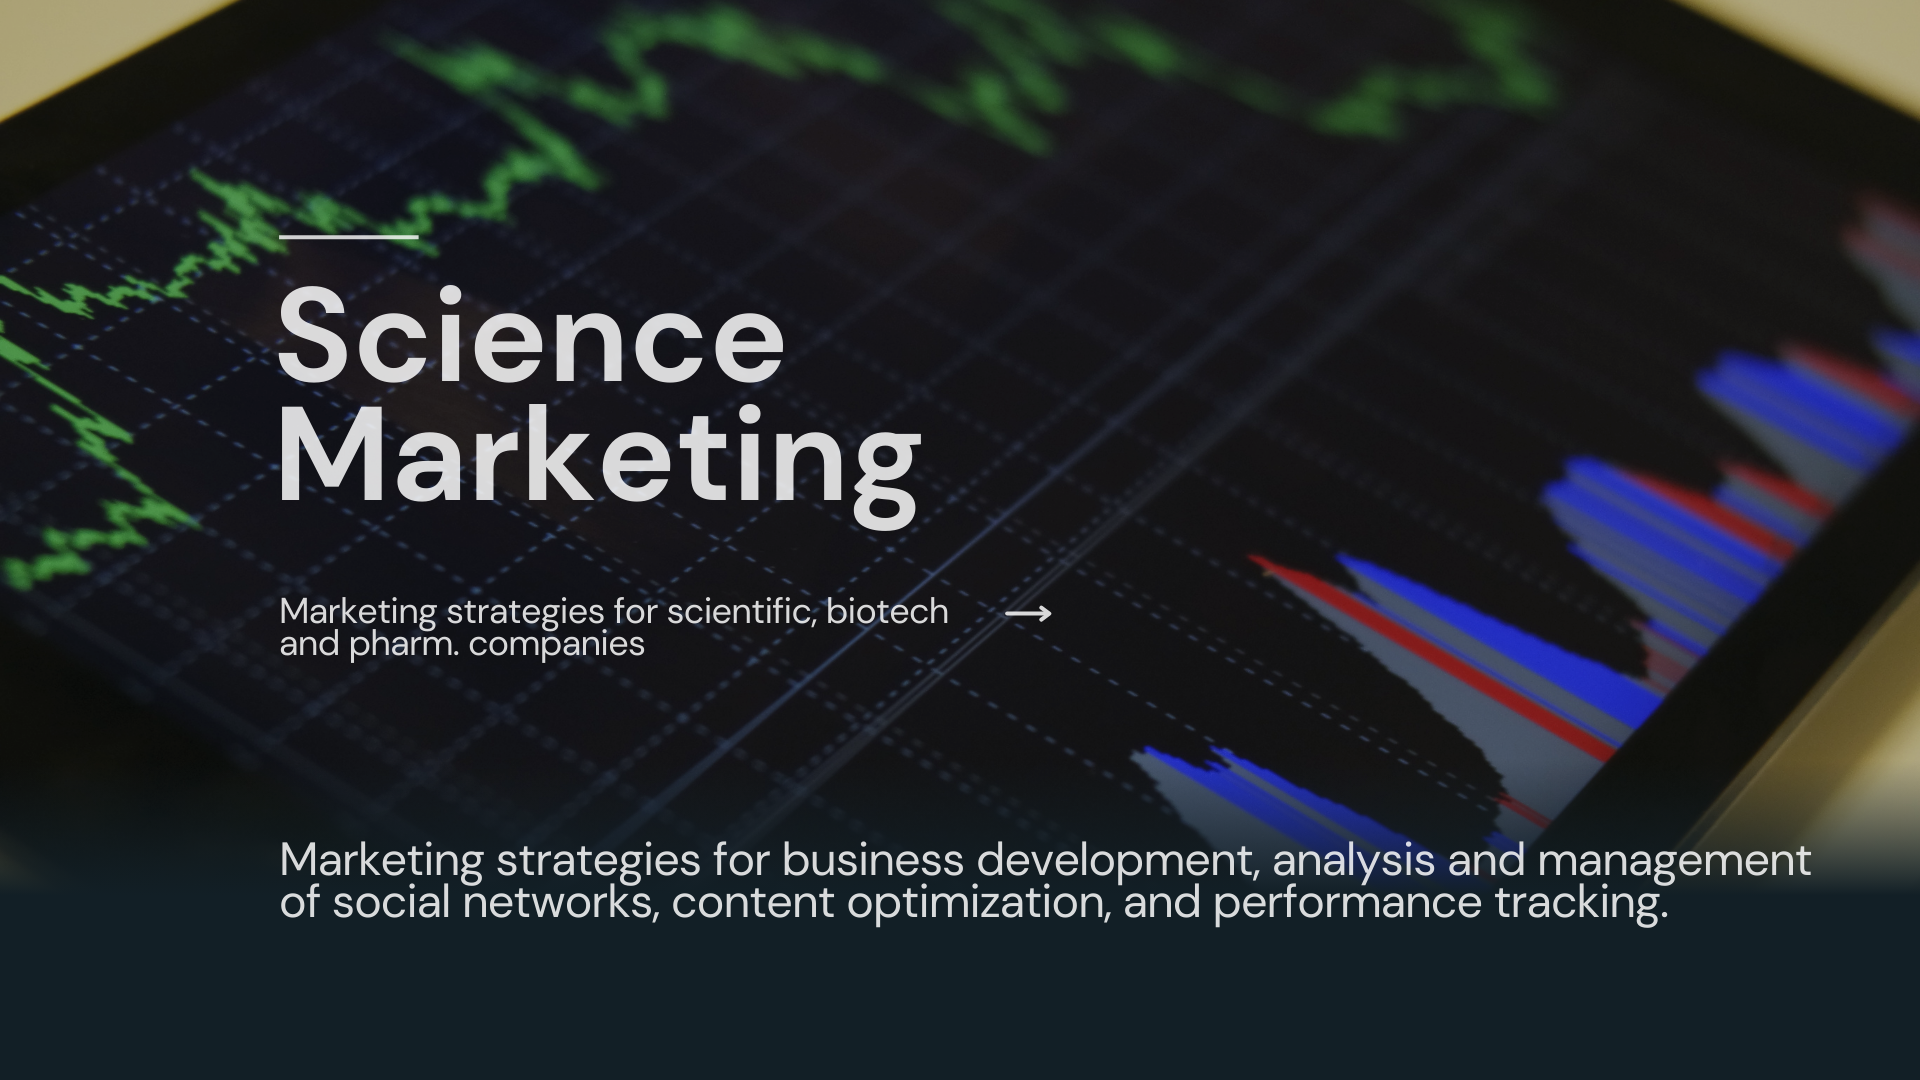 Science
Marketing
Marketing strategies for scientific, biotech
and pharm. companies
Marketing strategies for business development, analysis and management
of social networks, content optimization, and performance tracking.